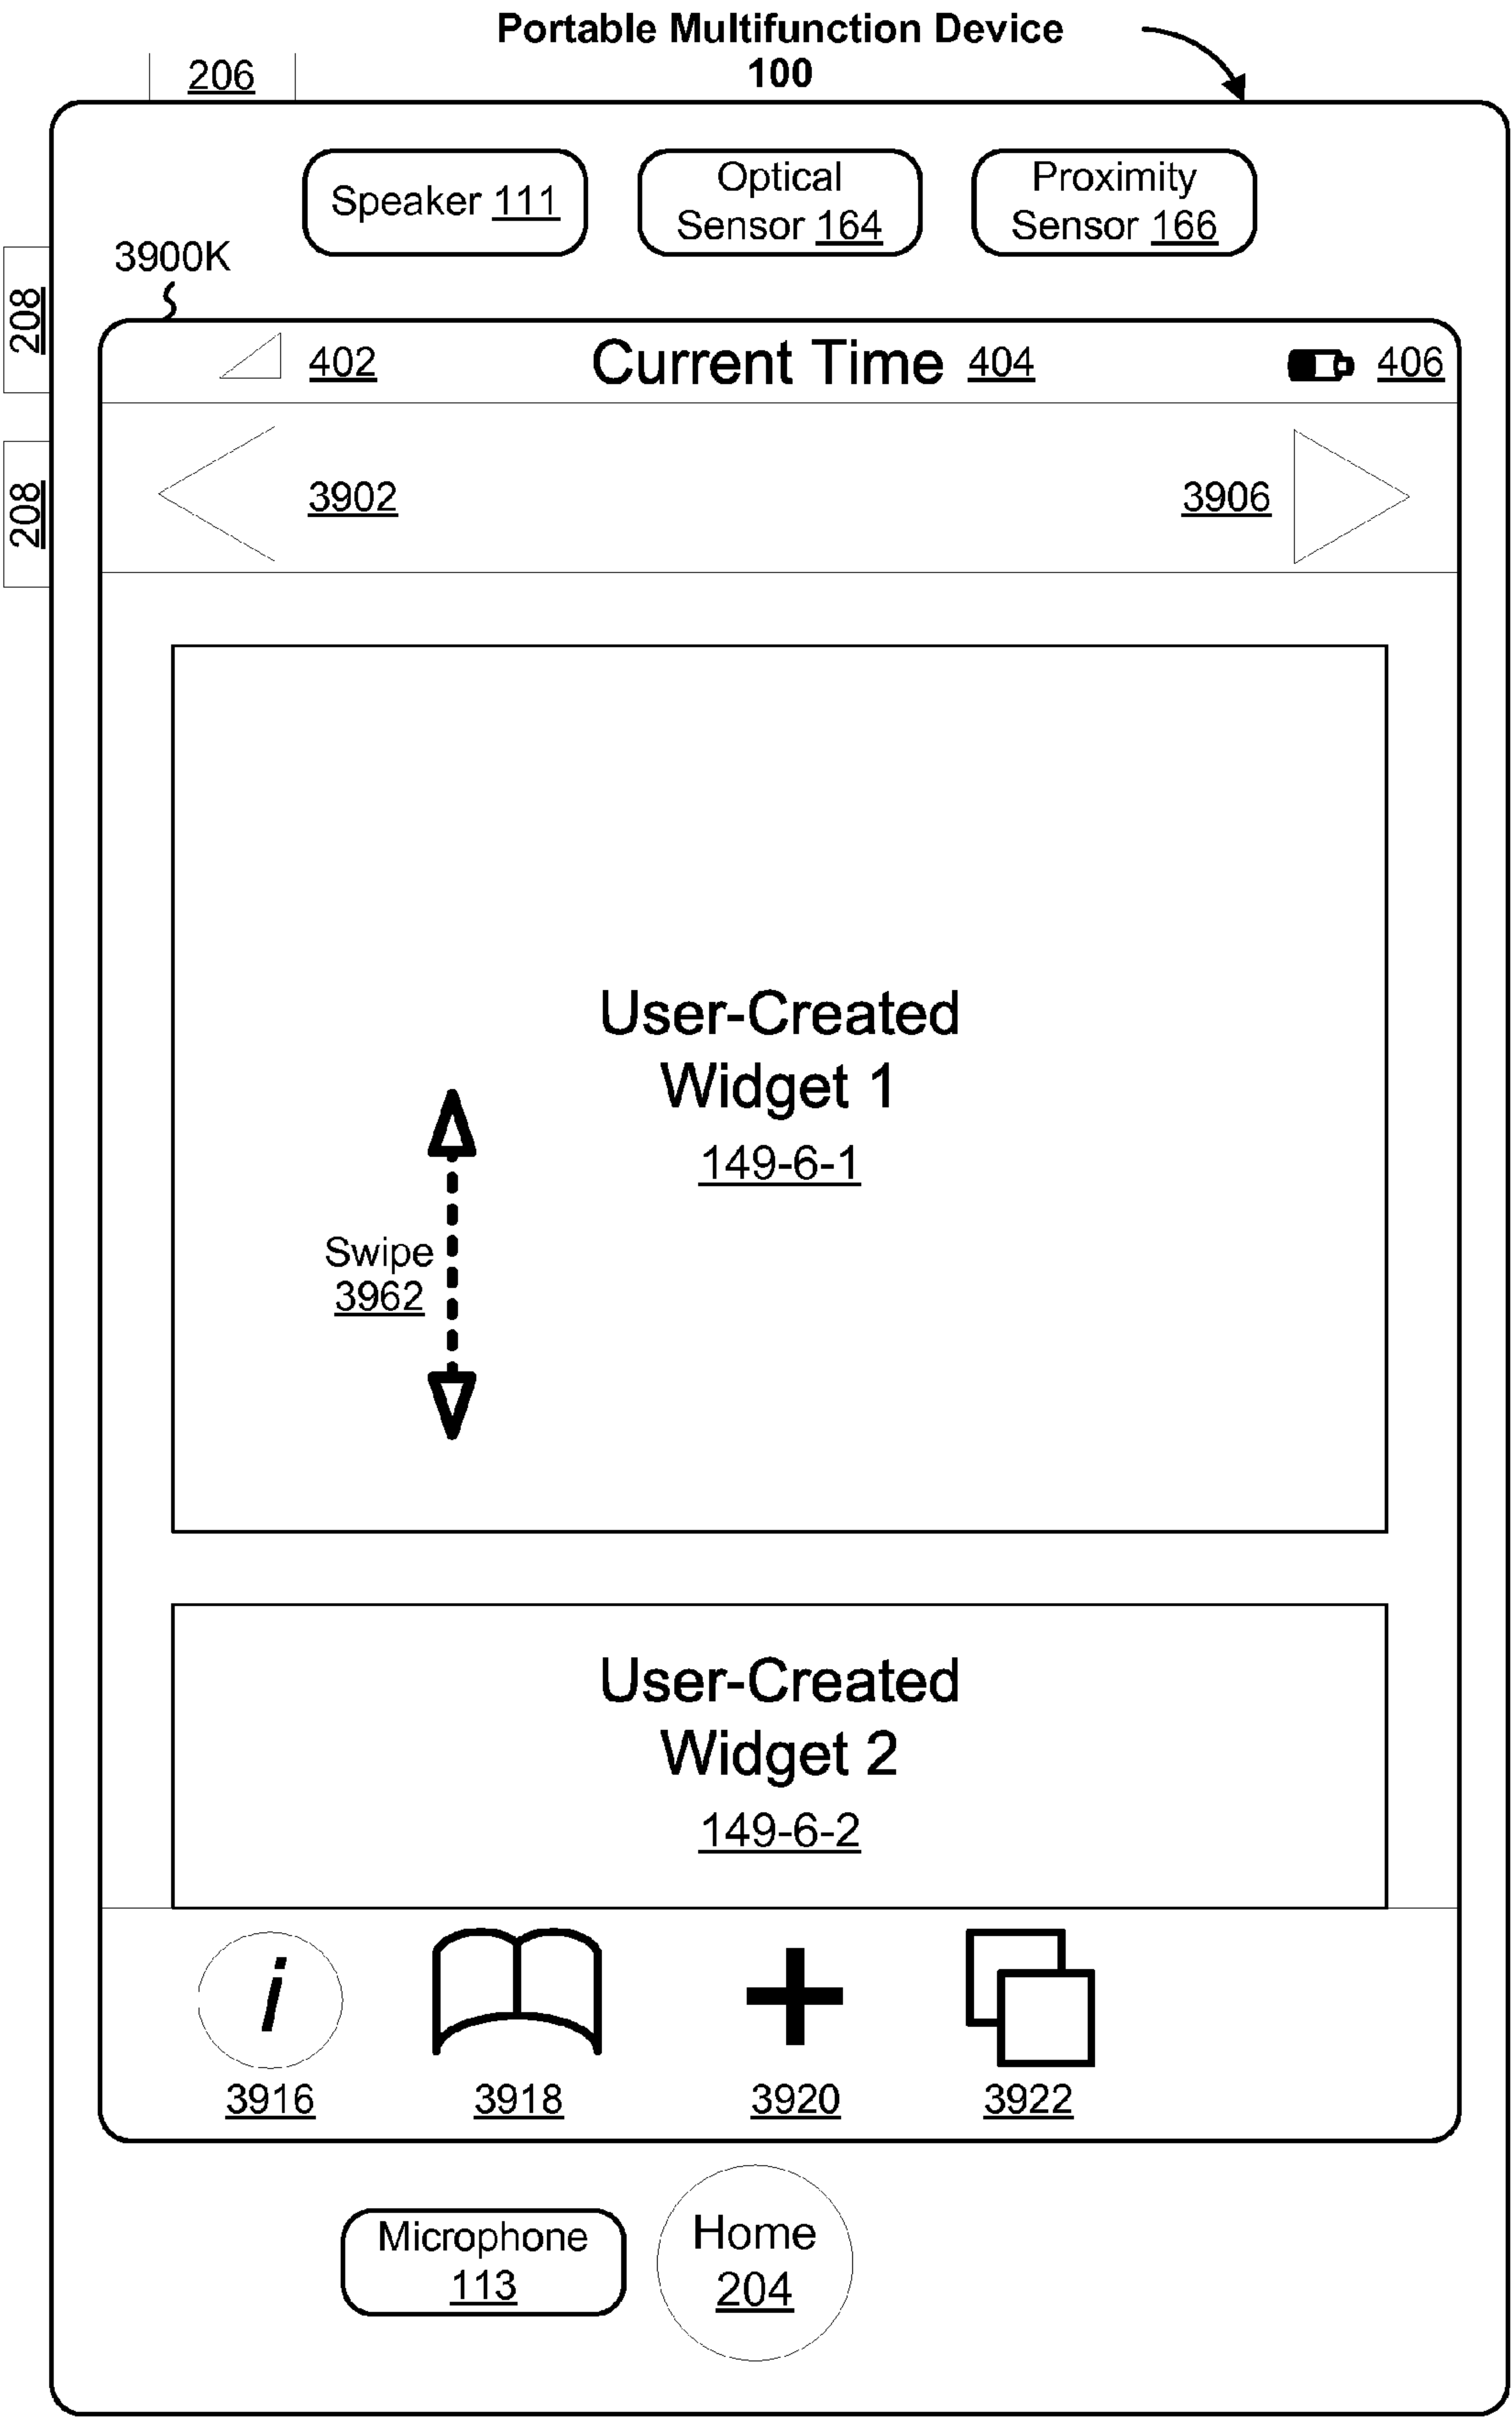 Portable Multifunction Device
100
206
Speaker 111
Optical
Sensor 164
Proximity
Sensor 166
3900K
208
402
Current Time 404
406
208
3902
3906
User-Created
Widget 1
149-6-1
Swipe
3962
User-Created
Widget 2
149-6-2
i
3916
3918
3920
3922
Microphone
113
Home
204